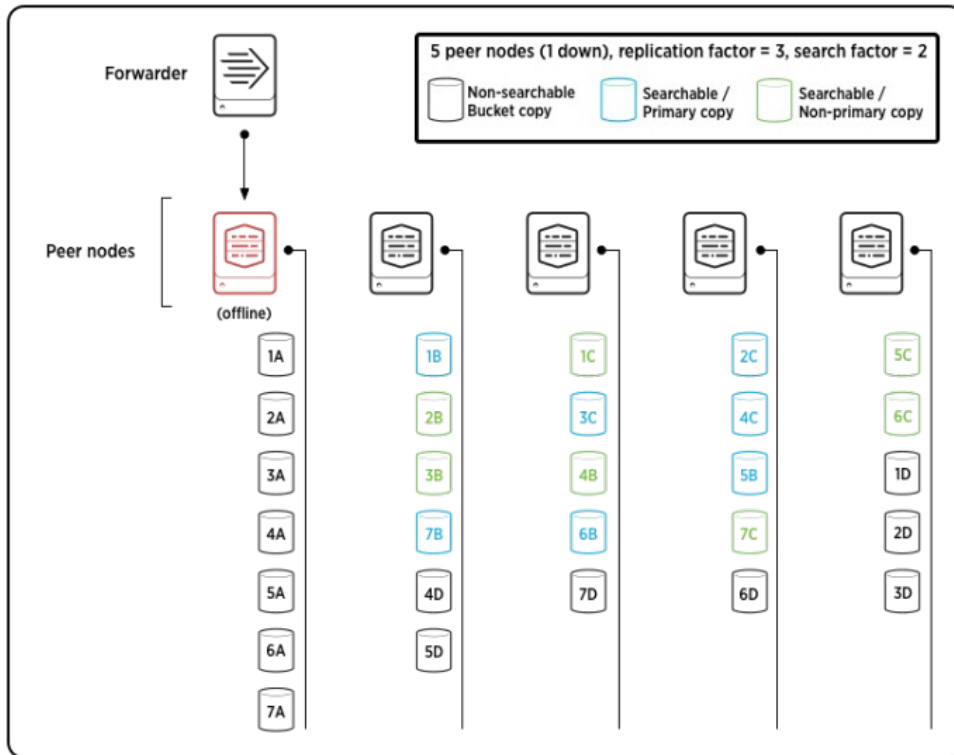 Forwarder
5 peer nodes (1 down), replication factor = 3, search factor = 2
Non-searchable
Bucket copy
Searchable /
Primary copy
Searchable /
Non-primary copy
Peer nodes
(offline)
1A
2A
3A
4A
5A
6A
7A
1B
2B
3B
7B
4D
5D
1C
3C
4B
6B
7D
2C
4C
5B
7C
6D
5C
6C
1D
2D
3D